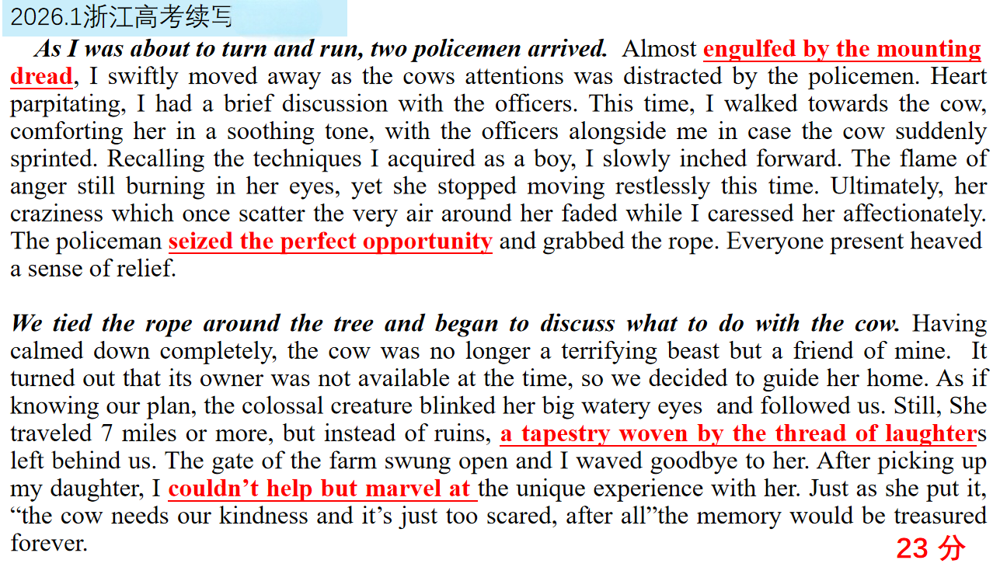 2026.1浙江高考续写
As I was about to turn and run, two policemen arrived. Almost engulfed by the mounting
dread, I swiftly moved away as the cows attentions was distracted by the policemen. Heart
parpitating, I had a brief discussion with the officers. This time, I walked towards the cow,
comforting her in a soothing tone, with the officers alongside me in case the cow suddenly
sprinted. Recalling the techniques I acquired as a boy, I slowly inched forward. The flame of
anger still burning in her eyes, yet she stopped moving restlessly this time. Ultimately, her
craziness which once scatter the very air around her faded while I caressed her affectionately.
The policeman seized the perfect opportunity and grabbed the rope. Everyone present heaved
a sense of relief.
We tied the rope around the tree and began to discuss what to do with the cow. Having
calmed down completely, the cow was no longer a terrifying beast but a friend of mine. It
turned out that its owner was not available at the time, so we decided to guide her home. As if
knowing our plan, the colossal creature blinked her big watery eyes and followed us. Still, She
traveled 7 miles or more, but instead of ruins, a tapestry woven by the thread of laughters
left behind us. The gate of the farm swung open and I waved goodbye to her. After picking up
my daughter, I couldn't help but marvel at the unique experience with her. Just as she put it,
“the cow needs our kindness and it's just too scared, after all”the memory would be treasured
forever.
23 分